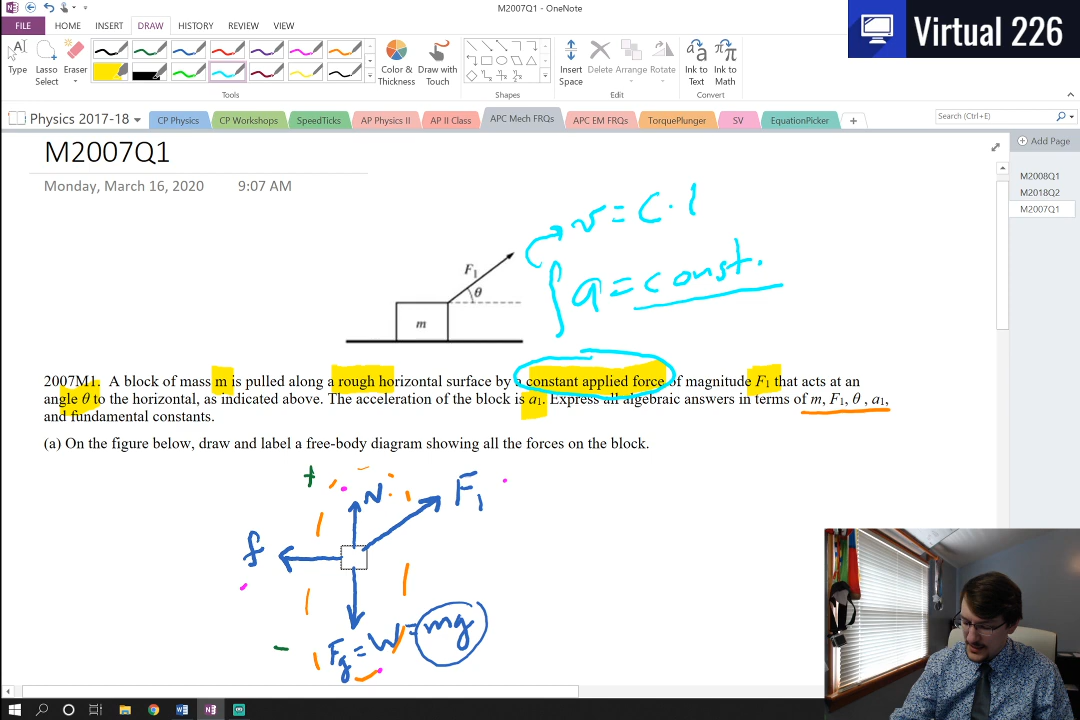 M2007Q1 - OneNote
Virtual 226
FILE HOME INSERT DRAW HISTORY REVIEW VIEW
Type Lasso Select Eraser Color & Thickness Draw with Touch Insert Space Delete Arrange Rotate Ink to Text Ink to Math
Tools Shapes Edit Convert
Physics 2017-18 CP Physics CP Workshops SpeedTicks AP Physics II AP II Class APC Mech FRQs APC EM FRQs TorquePlunger SV EquationPicker Search (Ctrl+E)
Add Page
M2008Q1
M2018Q2
M2007Q1
M2007Q1
Monday, March 16, 2020 9:07 AM
F₁
θ
m
∫ a = const.
2007M1. A block of mass m is pulled along a rough horizontal surface by a constant applied force of magnitude F₁ that acts at an
angle θ to the horizontal, as indicated above. The acceleration of the block is a₁. Express all algebraic answers in terms of m, F₁, θ , a₁,
and fundamental constants.
(a) On the figure below, draw and label a free-body diagram showing all the forces on the block.
+
N
F₁
f
-
Fg = W = mg